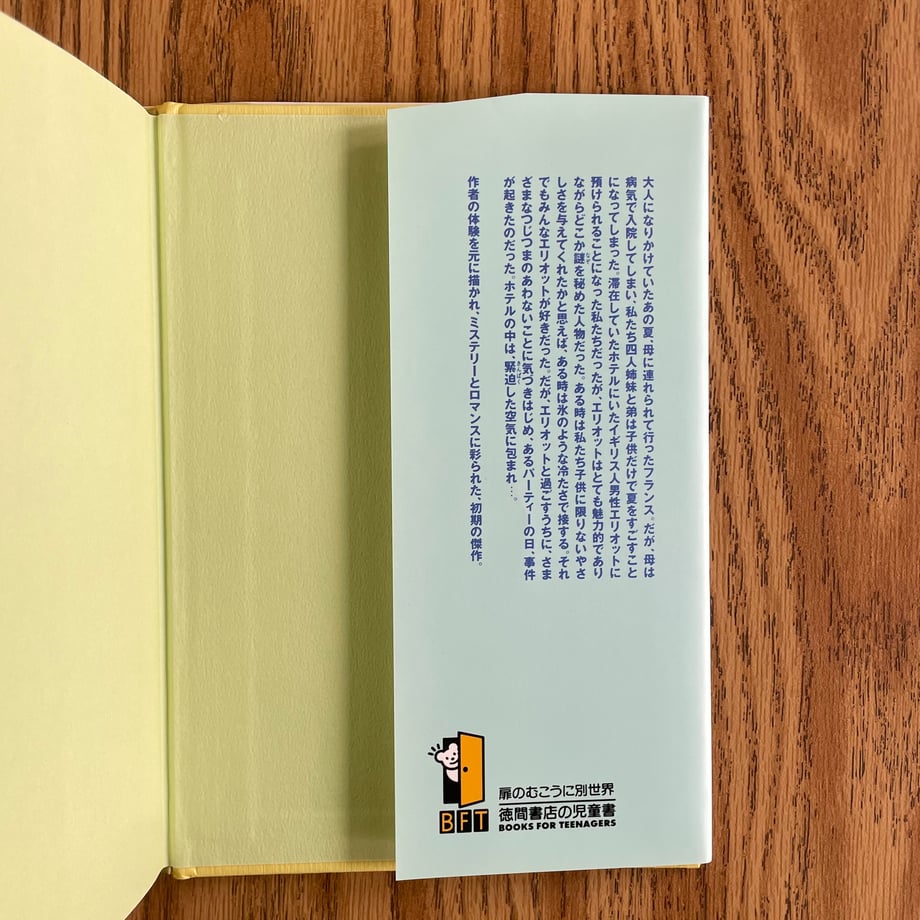 大人になりかけていたあの夏、母に連れられて行ったフランス。だが、母は
病気で入院してしまい、私たち四人姉妹と弟は子供だけで夏をすごすこと
になってしまった。滞在していたホテルにいたイギリス人男性エリオットに
預けられることになった私たちだったが、エリオットはとても魅力的であり
ながらどこか謎を秘めた人物だった。ある時は私たち子供に限りないやさ
しさを与えてくれたかと思えば、ある時は氷のような冷たさで接する。それ
でもみんなエリオットが好きだった。だが、エリオットと過ごすうちに、さま
ざまなつじつまのあわないことに気づきはじめ、あるパーティーの日、事件
が起きたのだった。ホテルの中は、緊迫した空気に包まれ…。
作者の体験を元に描かれ、ミステリーとロマンスに彩られた、初期の傑作。
BFT
扉のむこうに別世界
徳間書店の児童書
BOOKS FOR TEENAGERS